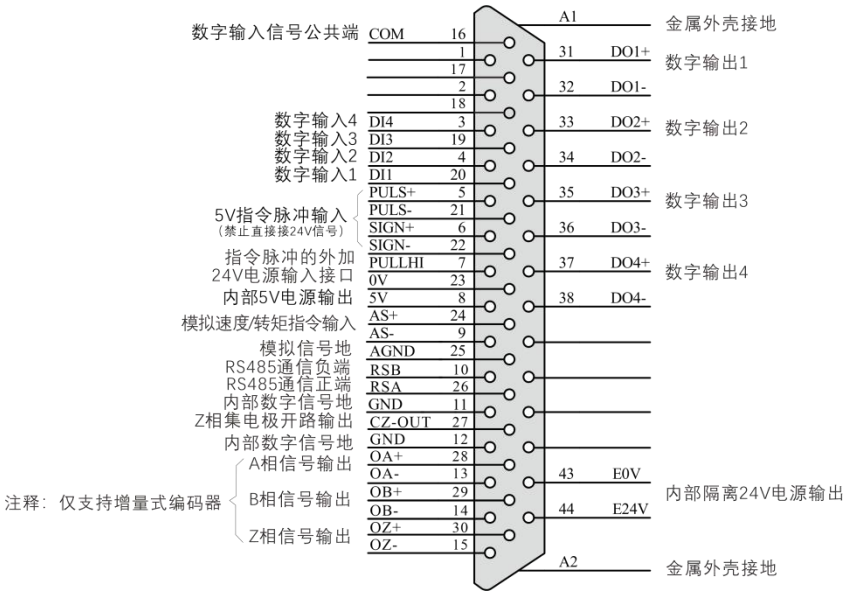 A1 金属外壳接地
数字输入信号公共端 COM 16
1
31 DO1+
数字输出1
17
2
32 DO1-
18
数字输入4 DI4 3
33 DO2+
数字输出2
数字输入3 DI3 19
数字输入2 DI2 4
34 DO2-
数字输入1 DI1 20
PULS+ 5
35 DO3+
数字输出3
5V指令脉冲输入
(禁止直接接24V信号)
PULS- 21
SIGN+ 6
36 DO3-
SIGN- 22
指令脉冲的外加
24V电源输入接口
PULLHI 7
37 DO4+
数字输出4
0V 23
内部5V电源输出 5V 8
38 DO4-
模拟速度/转矩指令输入
AS+ 24
AS- 9
模拟信号地 AGND 25
RS485通信负端 RSB 10
RS485通信正端 RSA 26
内部数字信号地 GND 11
Z相集电极开路输出 CZ-OUT 27
内部数字信号地 GND 12
A相信号输出
OA+ 28
OA- 13
43 E0V
内部隔离24V电源输出
注释：仅支持增量式编码器
B相信号输出
OB+ 29
OB- 14
44 E24V
Z相信号输出
OZ+ 30
OZ- 15
A2 金属外壳接地